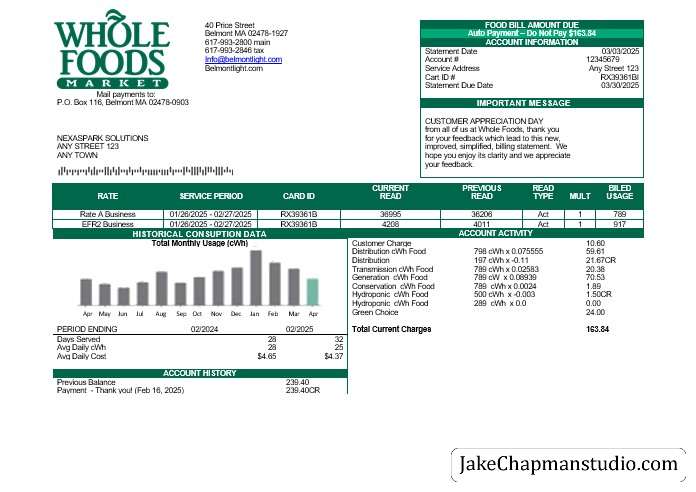 WHOLE
FOODS
MARKET
Mail payments to:
P.O. Box 116, Belmont MA 02478-0903
40 Price Street
Belmont MA 02478-1927
617-993-2800 main
617-993-2846 tax
Info@belmontlight.com
Belmontlight.com
FOOD BILL AMOUNT DUE
Auto Payment – Do Not Pay $163.84
ACCOUNT INFORMATION
Statement Date 03/03/2025
Account # 12345679
Service Address Any Street 123
Cart ID # RX39361BI
Statement Due Date 03/30/2025
IMPORTANT MESSAGE
CUSTOMER APPRECIATION DAY
from all of us at Whole Foods, thank you
for your feedback which lead to this new,
improved, simplified, billing statement. We
hope you enjoy its clarity and we appreciate
your feedback.
NEXASPARK SOLUTIONS
ANY STREET 123
ANY TOWN
RATE SERVICE PERIOD CARD ID CURRENT READ PREVIOUS READ READ TYPE MULT BILED USAGE
Rate A Business 01/26/2025 - 02/27/2025 RX39361B 36995 36206 Act 1 789
EFR2 Business 01/26/2025 - 02/27/2025 RX39361B 4208 4011 Act 1 917
HISTORICAL CONSUPTION DATA
Total Monthly Usage (cWh)
Apr May Jun Jul Aug Sep Oct Nov Dec Jan Feb Mar Apr
PERIOD ENDING 02/2024 02/2025
Days Served 28 32
Avg Daily cWh 28 25
Avg Daily Cost $4.65 $4.37
ACCOUNT HISTORY
Previous Balance 239.40
Payment - Thank you! (Feb 16, 2025) 239.40CR
ACCOUNT ACTIVITY
Customer Charge 10.60
Distribution cWh Food 798 cWh x 0.075555 59.61
Distribution 197 cWh x -0.11 21.67CR
Transmission cWh Food 789 cWh x 0.02583 20.38
Generation cWh Food 789 cW x 0.08939 70.53
Conservation cWh Food 789 cWh x 0.0024 1.89
Hydroponic cWh Food 500 cWh x -0.003 1.50CR
Hydroponic cWh Food 289 cWh x 0.0 0.00
Green Choice 24.00
Total Current Charges 163.84
JakeChapmanstudio.com